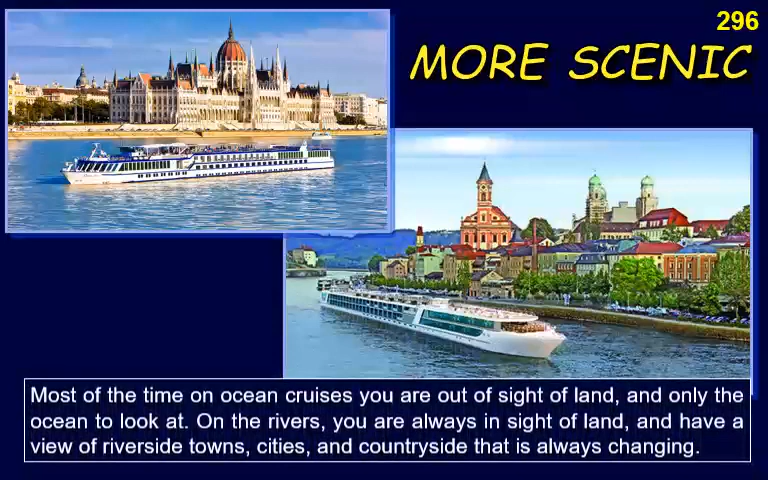 296
MORE SCENIC
Most of the time on ocean cruises you are out of sight of land, and only the
ocean to look at. On the rivers, you are always in sight of land, and have a
view of riverside towns, cities, and countryside that is always changing.